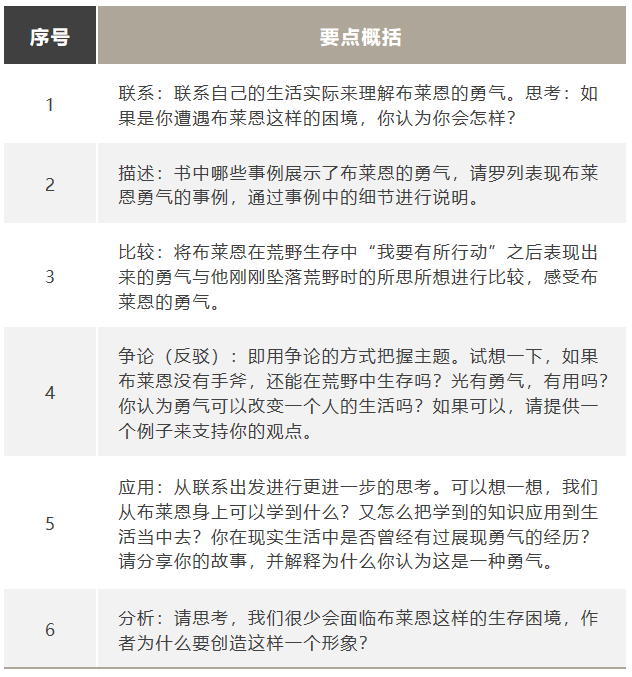 序号 要点概括
1 联系：联系自己的生活实际来理解布莱恩的勇气。思考：如
果是你遭遇布莱恩这样的困境，你认为你会怎样？
2 描述：书中哪些事例展示了布莱恩的勇气，请罗列表现布莱
恩勇气的事例，通过事例中的细节进行说明。
3 比较：将布莱恩在荒野生存中“我要有所行动”之后表现出
来的勇气与他刚刚坠落荒野时的所思所想进行比较，感受布
莱恩的勇气。
4 争论（反驳）：即用争论的方式把握主题。试想一下，如果
布莱恩没有手斧，还能在荒野中生存吗？光有勇气，有用吗？
你认为勇气可以改变一个人的生活吗？如果可以，请提供一
个例子来支持你的观点。
5 应用：从联系出发进行更进一步的思考。可以想一想，我们
从布莱恩身上可以学到什么？又怎么把学到的知识应用到生
活当中去？你在现实生活中是否曾经有过展现勇气的经历？
请分享你的故事，并解释为什么你认为这是一种勇气。
6 分析：请思考，我们很少会面临布莱恩这样的生存困境，作
者为什么要创造这样一个形象？